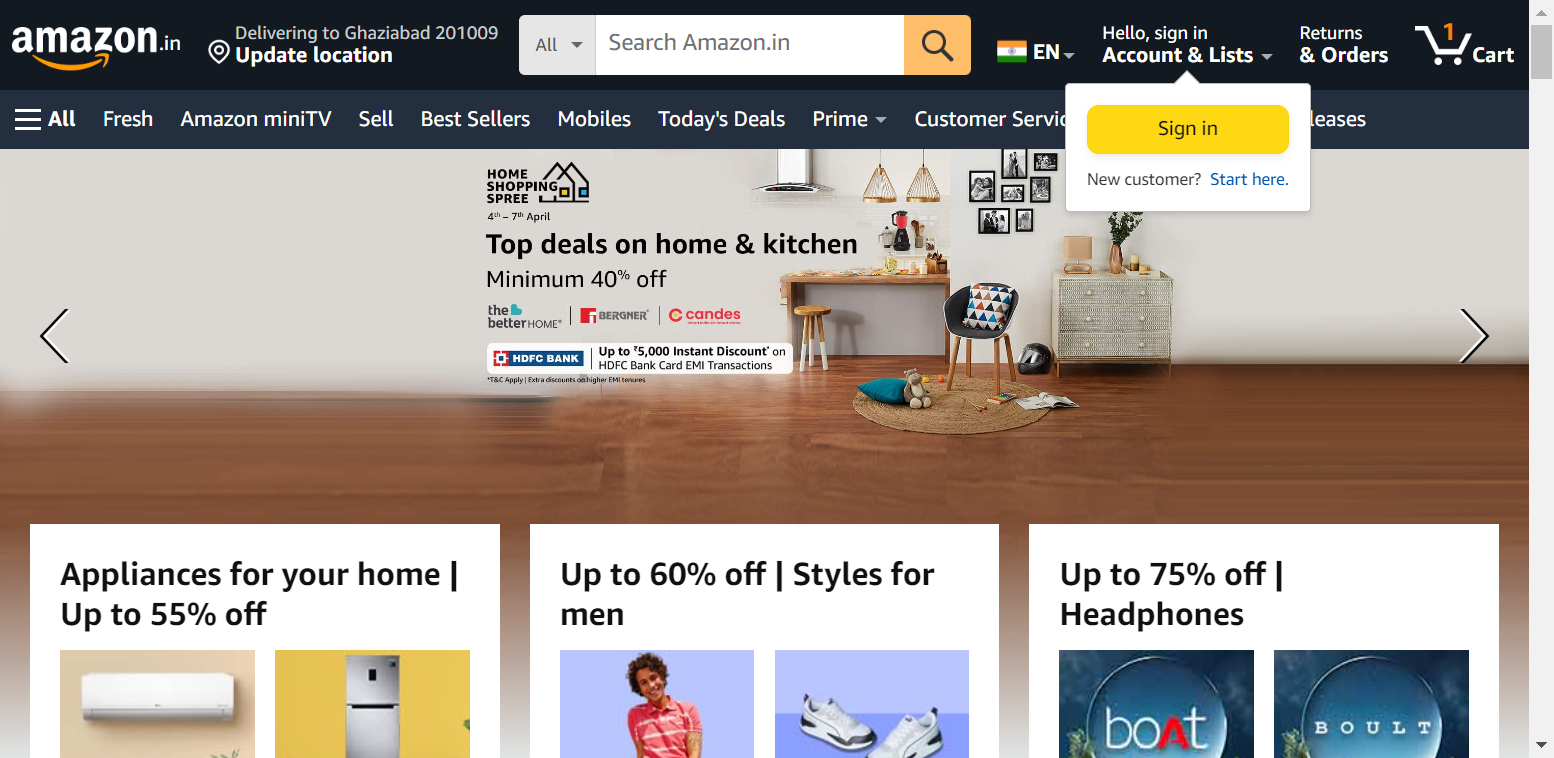 amazon.in
Delivering to Ghaziabad 201009
Update location
All
Search Amazon.in
EN
Hello, sign in
Account & Lists
Returns
& Orders
1
Cart
All
Fresh
Amazon miniTV
Sell
Best Sellers
Mobiles
Today's Deals
Prime
Customer Servic
leases
Sign in
New customer? Start here.
HOME
SHOPPING
SPREE
4th – 7th April
Top deals on home & kitchen
Minimum 40% off
the
betterHOME
BERGNER
candes
HDFC BANK
Up to ₹5,000 Instant Discount* on
HDFC Bank Card EMI Transactions
*T&C Apply | Extra discounts on higher EMI tenures
Appliances for your home |
Up to 55% off
Up to 60% off | Styles for
men
Up to 75% off |
Headphones
boAt
BOULT